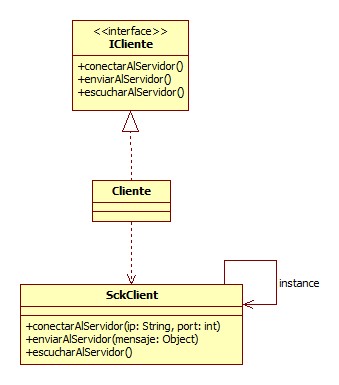 <<interface>>
ICliente
+conectarAlServidor()
+enviarAlServidor()
+escucharAlServidor()
Cliente
instance
SckClient
+conectarAlServidor(ip: String, port: int)
+enviarAlServidor(mensaje: Object)
+escucharAlServidor()